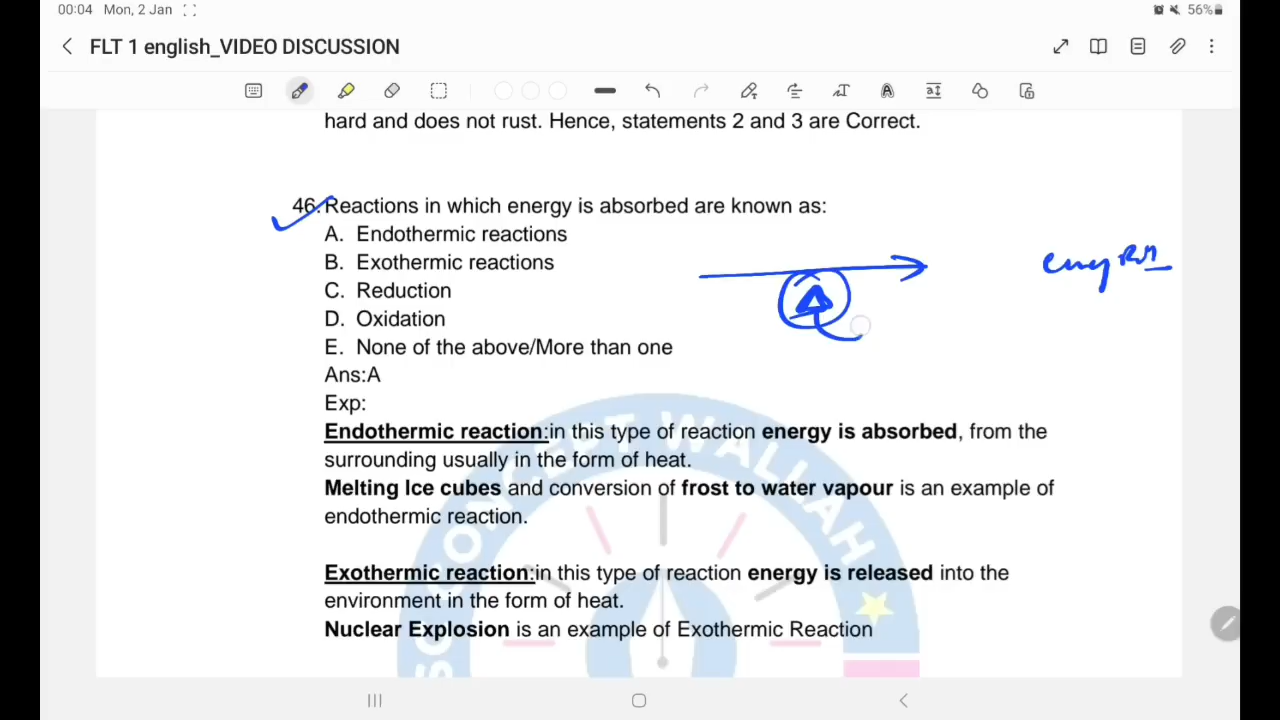 00:04 Mon, 2 Jan
56%
FLT 1 english_VIDEO DISCUSSION
hard and does not rust. Hence, statements 2 and 3 are Correct.
46. Reactions in which energy is absorbed are known as:
A. Endothermic reactions
B. Exothermic reactions
C. Reduction
D. Oxidation
E. None of the above/More than one
Ans:A
Exp:
Endothermic reaction:in this type of reaction energy is absorbed, from the
surrounding usually in the form of heat.
Melting Ice cubes and conversion of frost to water vapour is an example of
endothermic reaction.
Exothermic reaction:in this type of reaction energy is released into the
environment in the form of heat.
Nuclear Explosion is an example of Exothermic Reaction